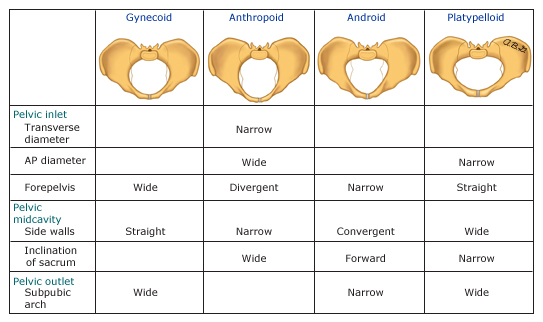 Gynecoid Anthropoid Android Platypelloid
a.B.D.
Pelvic inlet
Transverse diameter Narrow
AP diameter Wide Narrow
Forepelvis Wide Divergent Narrow Straight
Pelvic midcavity
Side walls Straight Narrow Convergent Wide
Inclination of sacrum Wide Forward Narrow
Pelvic outlet
Subpubic arch Wide Narrow Wide